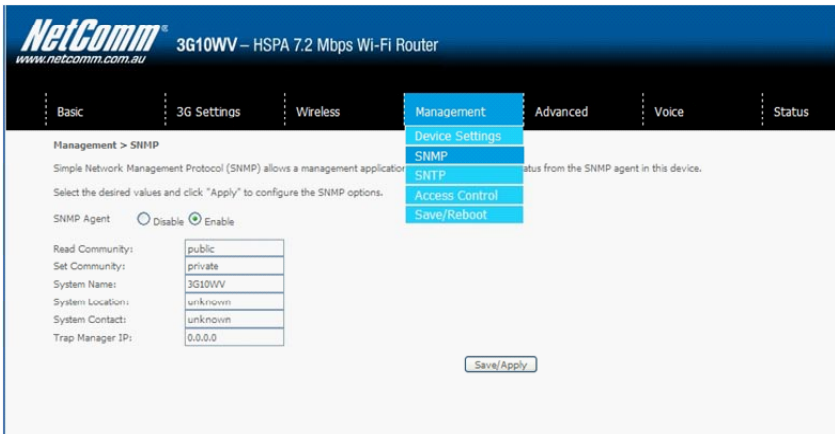 NetComm®
www.netcomm.com.au
3G10WV – HSPA 7.2 Mbps Wi-Fi Router
Basic
3G Settings
Wireless
Management
Advanced
Voice
Status
Device Settings
SNMP
SNTP
Access Control
Save/Reboot
Management > SNMP
Simple Network Management Protocol (SNMP) allows a management application atus from the SNMP agent in this device.
Select the desired values and click "Apply" to configure the SNMP options.
SNMP Agent Disable Enable
Read Community: public
Set Community: private
System Name: 3G10WV
System Location: unknown
System Contact: unknown
Trap Manager IP: 0.0.0.0
Save/Apply